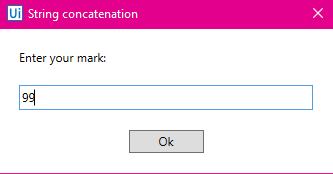 Ui String concatenation
Enter your mark:
99
Ok